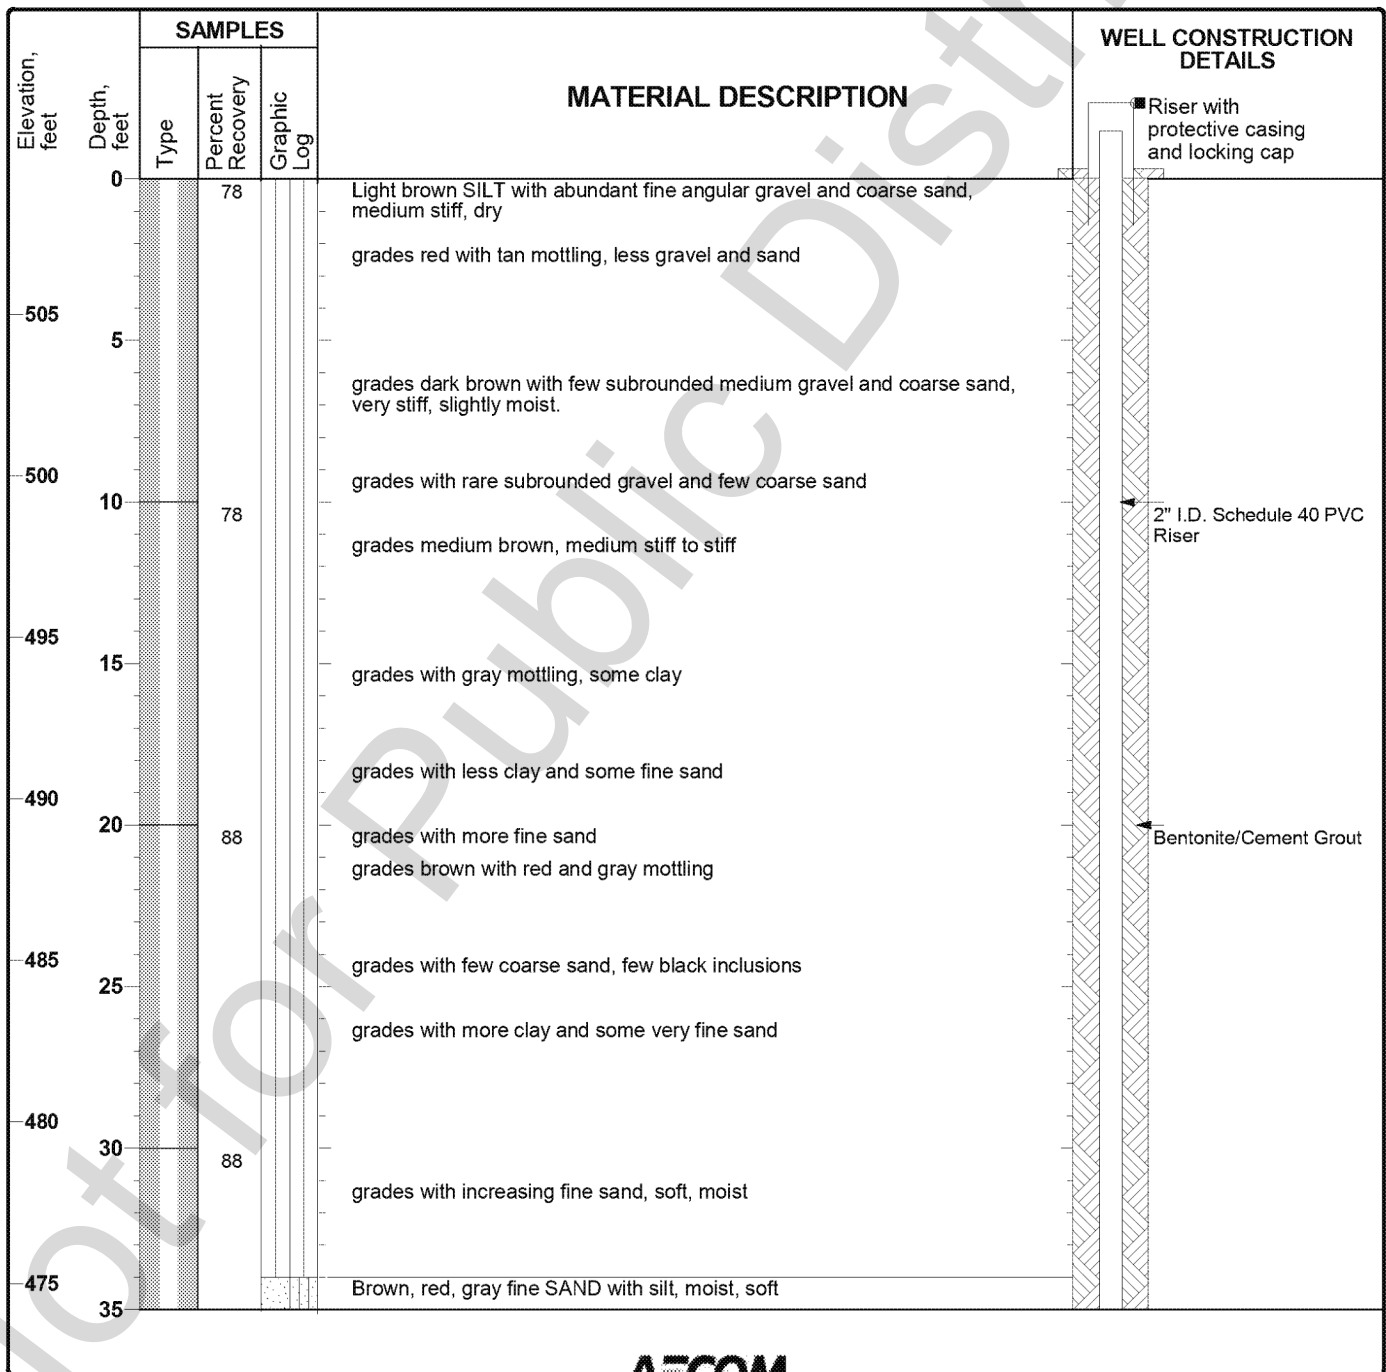 SAMPLES
Elevation,
feet
Depth,
feet
Type
Percent
Recovery
Graphic
Log
MATERIAL DESCRIPTION
WELL CONSTRUCTION
DETAILS
Riser with
protective casing
and locking cap
0
78
Light brown SILT with abundant fine angular gravel and coarse sand,
medium stiff, dry
grades red with tan mottling, less gravel and sand
505
5
grades dark brown with few subrounded medium gravel and coarse sand,
very stiff, slightly moist.
500
grades with rare subrounded gravel and few coarse sand
10
78
2" I.D. Schedule 40 PVC
Riser
grades medium brown, medium stiff to stiff
495
15
grades with gray mottling, some clay
grades with less clay and some fine sand
490
20
88
grades with more fine sand
Bentonite/Cement Grout
grades brown with red and gray mottling
485
grades with few coarse sand, few black inclusions
25
grades with more clay and some very fine sand
480
30
88
grades with increasing fine sand, soft, moist
475
Brown, red, gray fine SAND with silt, moist, soft
35
AECOM
for Public